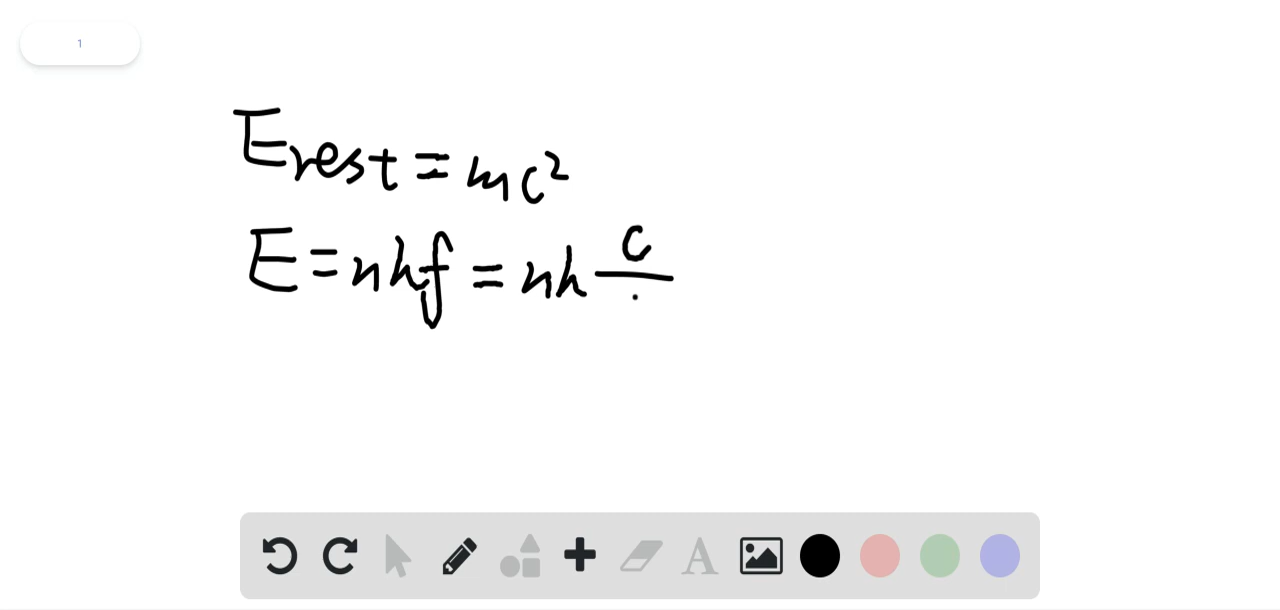 1
Erest = mc²
E = nhf = nh c/
A